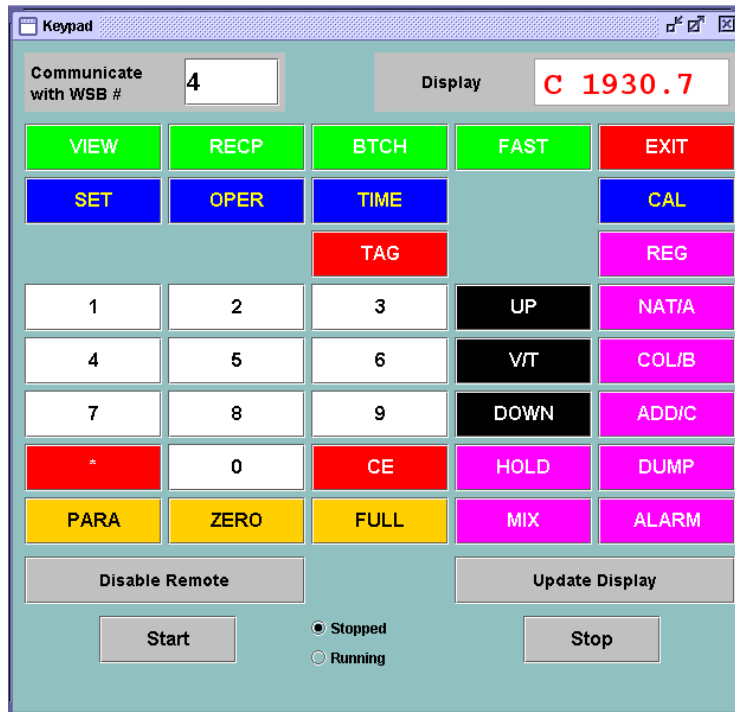 Keypad
Communicate
with WSB #
4
Display
C 1930.7
VIEW RECP BTCH FAST EXIT
SET OPER TIME CAL
TAG REG
1 2 3 UP NAT/A
4 5 6 V/T COL/B
7 8 9 DOWN ADD/C
* 0 CE HOLD DUMP
PARA ZERO FULL MIX ALARM
Disable Remote Update Display
Start
Stopped
Running
Stop